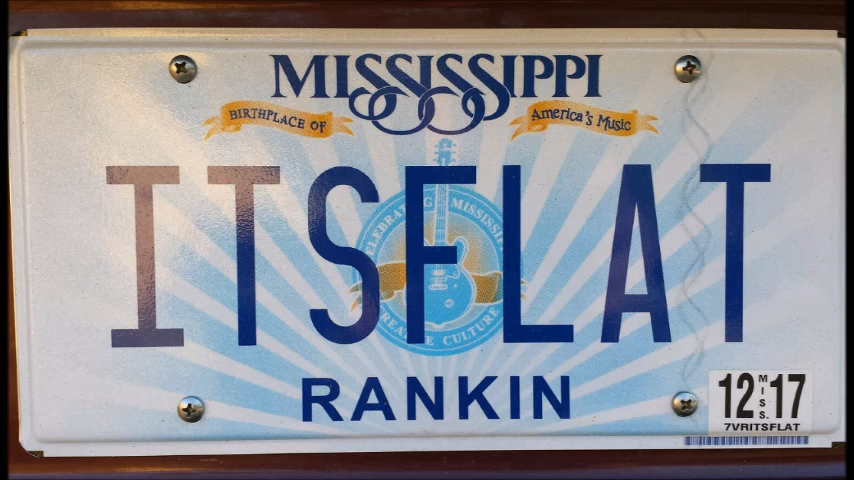 MISSISSIPPI
BIRTHPLACE OF America's Music
ITSFLAT
RANKIN
12 MISS. 17
7VRITSFLAT